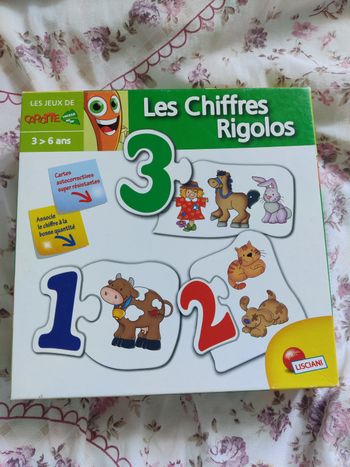 LES JEUX DE
CAROTTE
3 > 6 ans
Les Chiffres
Rigolos
Cartes
autocorrectives
super résistantes
Associe
le chiffre à la
bonne quantité
3
1
2
LISCIANI